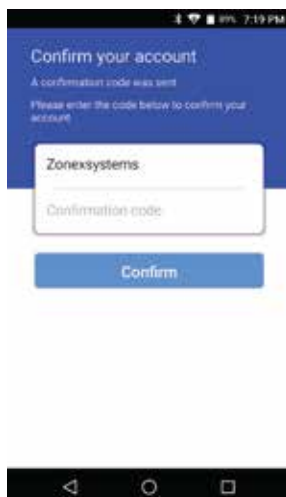 89% 7:19 PM
Confirm your account
A confirmation code was sent
Please enter the code below to confirm your
account
Zonexsystems
Confirmation code
Confirm